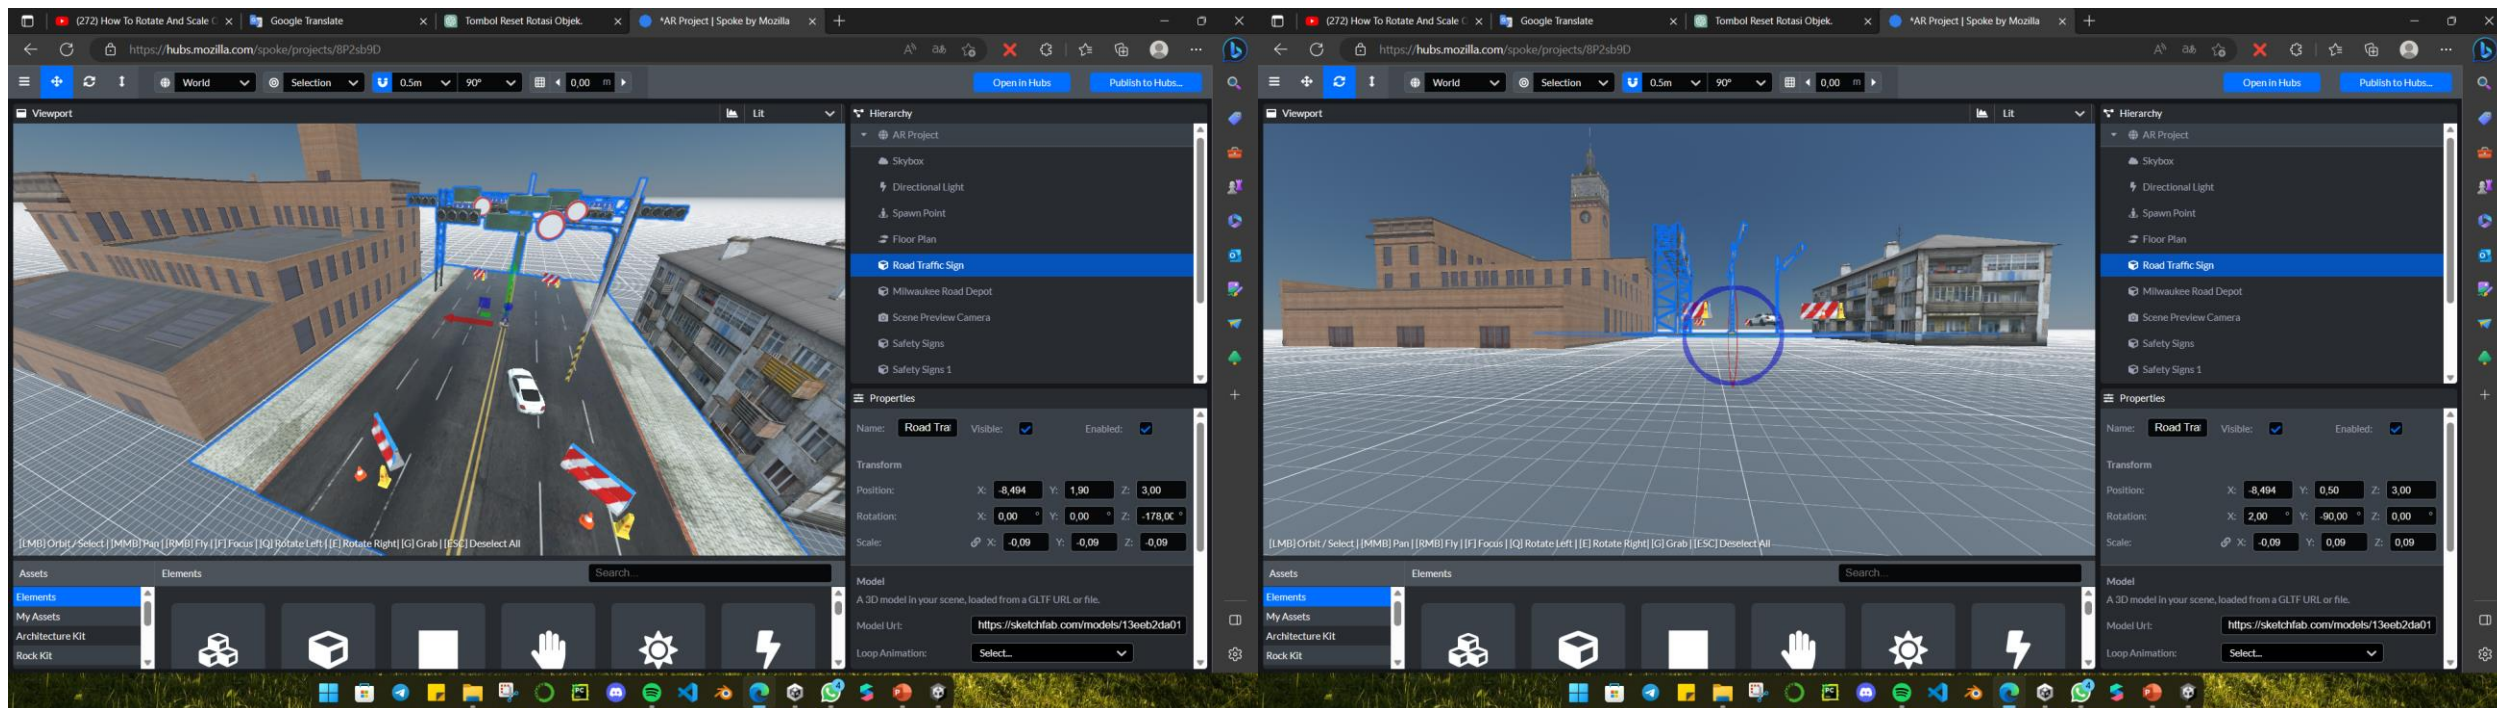 (272) How To Rotate And Scale
Google Translate
Tombol Reset Rotasi Objek.
*AR Project | Spoke by Mozilla
https://hubs.mozilla.com/spoke/projects/8P2sb9D
World
Selection
0.5m
90°
0,00 m
Open in Hubs
Publish to Hubs...
Viewport
Lit
[LMB] Orbit / Select | [MMB] Pan | [RMB] Fly | [F] Focus | [Q] Rotate Left | [E] Rotate Right | [G] Grab | [ESC] Deselect All
Hierarchy
AR Project
Skybox
Directional Light
Spawn Point
Floor Plan
Road Traffic Sign
Milwaukee Road Depot
Scene Preview Camera
Safety Signs
Safety Signs 1
Properties
Name: Road Tra Visible: Enabled:
Transform
Position: X: -8,494 Y: 1,90 Z: 3,00
Rotation: X: 0,00 ° Y: 0,00 ° Z: -178,0 °
Scale: X: -0,09 Y: -0,09 Z: -0,09
Model
A 3D model in your scene, loaded from a GLTF URL or file.
Model Url: https://sketchfab.com/models/13eeb2da01
Loop Animation: Select...
Assets
Elements
My Assets
Architecture Kit
Rock Kit
Elements
Search...
(272) How To Rotate And Scale
Google Translate
Tombol Reset Rotasi Objek.
*AR Project | Spoke by Mozilla
https://hubs.mozilla.com/spoke/projects/8P2sb9D
World
Selection
0.5m
90°
0,00 m
Open in Hubs
Publish to Hubs...
Viewport
Lit
[LMB] Orbit / Select | [MMB] Pan | [RMB] Fly | [F] Focus | [Q] Rotate Left | [E] Rotate Right | [G] Grab | [ESC] Deselect All
Hierarchy
AR Project
Skybox
Directional Light
Spawn Point
Floor Plan
Road Traffic Sign
Milwaukee Road Depot
Scene Preview Camera
Safety Signs
Safety Signs 1
Properties
Name: Road Tra Visible: Enabled:
Transform
Position: X: -8,494 Y: 0,50 Z: 3,00
Rotation: X: 2,00 ° Y: -90,00 ° Z: 0,00 °
Scale: X: -0,09 Y: 0,09 Z: 0,09
Model
A 3D model in your scene, loaded from a GLTF URL or file.
Model Url: https://sketchfab.com/models/13eeb2da01
Loop Animation: Select...
Assets
Elements
My Assets
Architecture Kit
Rock Kit
Elements
Search...